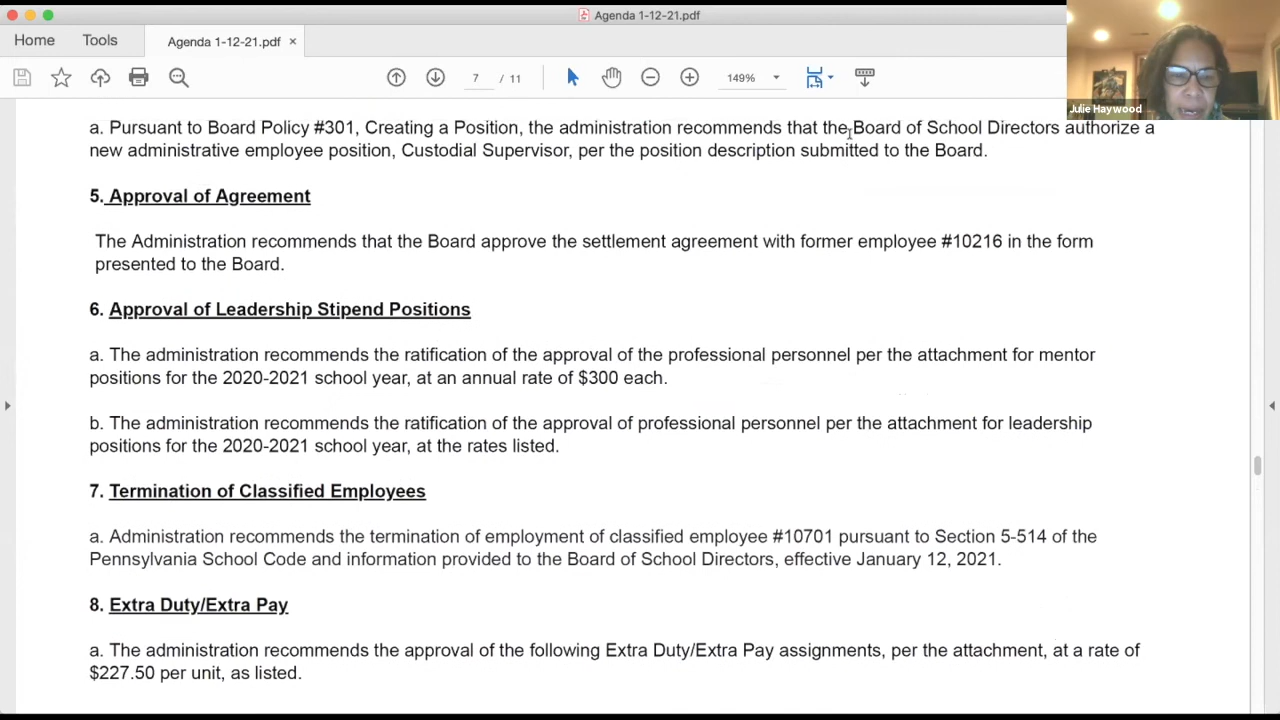 Agenda 1-12-21.pdf
Home
Tools
Agenda 1-12-21.pdf ×
7 / 11
149%
Julie Haywood
a. Pursuant to Board Policy #301, Creating a Position, the administration recommends that the Board of School Directors authorize a
new administrative employee position, Custodial Supervisor, per the position description submitted to the Board.
5. Approval of Agreement
The Administration recommends that the Board approve the settlement agreement with former employee #10216 in the form
presented to the Board.
6. Approval of Leadership Stipend Positions
a. The administration recommends the ratification of the approval of the professional personnel per the attachment for mentor
positions for the 2020-2021 school year, at an annual rate of $300 each.
b. The administration recommends the ratification of the approval of professional personnel per the attachment for leadership
positions for the 2020-2021 school year, at the rates listed.
7. Termination of Classified Employees
a. Administration recommends the termination of employment of classified employee #10701 pursuant to Section 5-514 of the
Pennsylvania School Code and information provided to the Board of School Directors, effective January 12, 2021.
8. Extra Duty/Extra Pay
a. The administration recommends the approval of the following Extra Duty/Extra Pay assignments, per the attachment, at a rate of
$227.50 per unit, as listed.